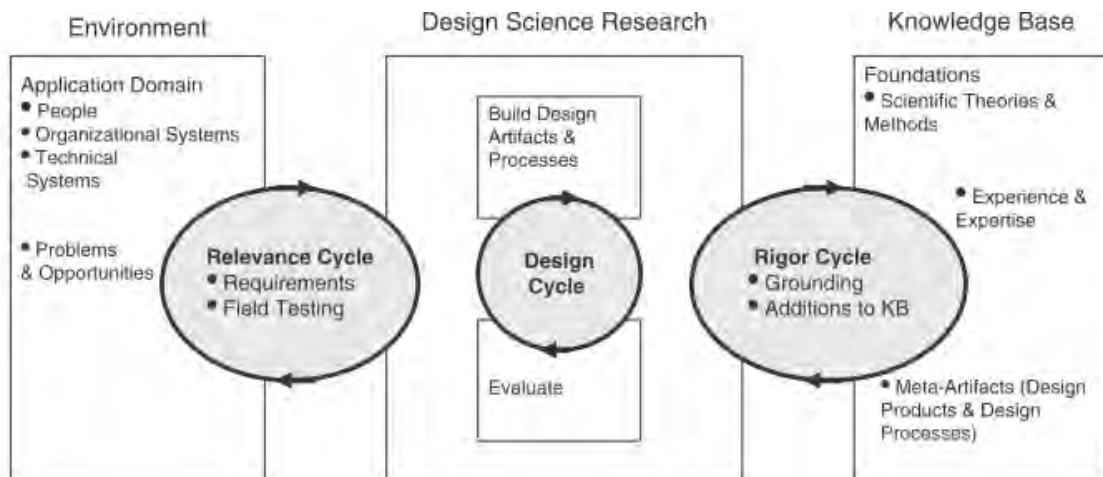 Environment
Design Science Research
Knowledge Base
Application Domain
• People
• Organizational Systems
• Technical
Systems
• Problems
& Opportunities
Relevance Cycle
• Requirements
• Field Testing
Build Design
Artifacts &
Processes
Design
Cycle
Evaluate
Rigor Cycle
• Grounding
• Additions to KB
Foundations
• Scientific Theories &
Methods
• Experience &
Expertise
• Meta-Artifacts (Design
Products & Design
Processes)